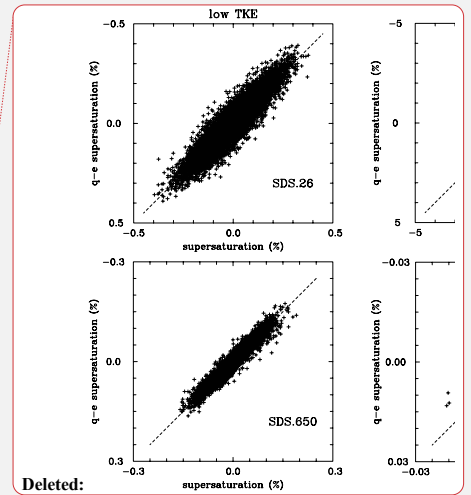 low TKE
-0.5
0.0
0.5
q-e supersaturation (%)
SDS.26
-0.5
0.0
0.5
supersaturation (%)
-5
0
5
q-e supersaturation (%)
-5
-0.3
0.0
0.3
q-e supersaturation (%)
SDS.650
-0.3
0.0
0.3
supersaturation (%)
-0.03
0.00
0.03
q-e supersaturation (%)
-0.03
Deleted: